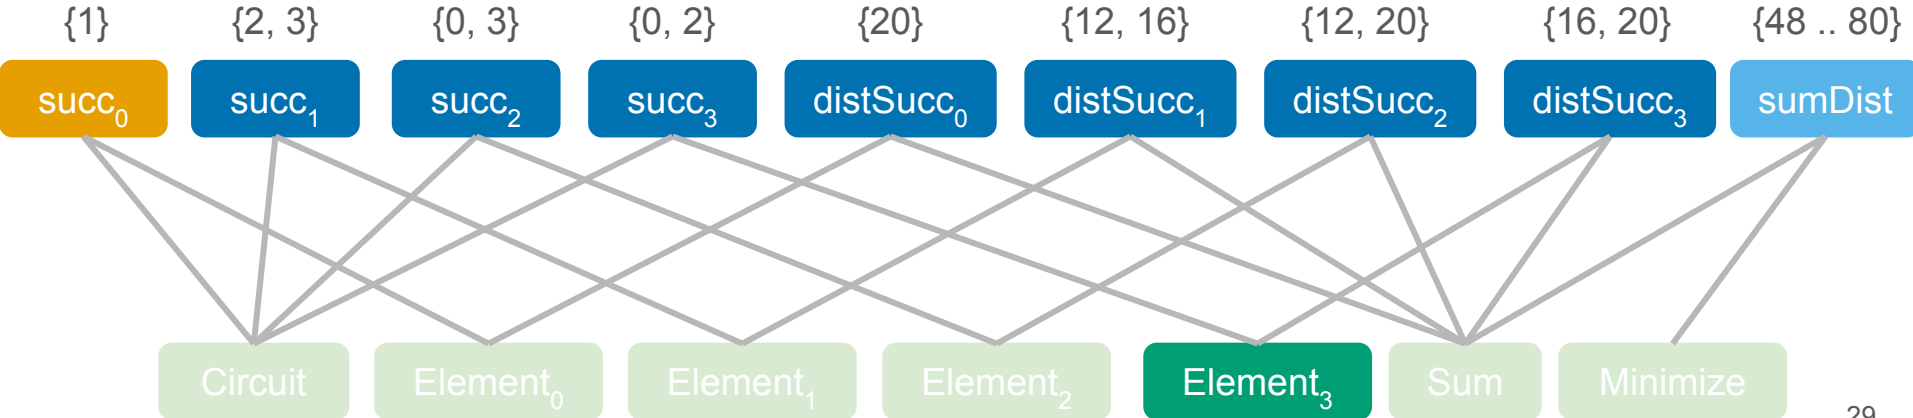 {1} {2, 3} {0, 3} {0, 2} {20} {12, 16} {12, 20} {16, 20} {48 .. 80}
succ₀ succ₁ succ₂ succ₃ distSucc₀ distSucc₁ distSucc₂ distSucc₃ sumDist
Circuit Element₀ Element₁ Element₂ Element₃ Sum Minimize
29